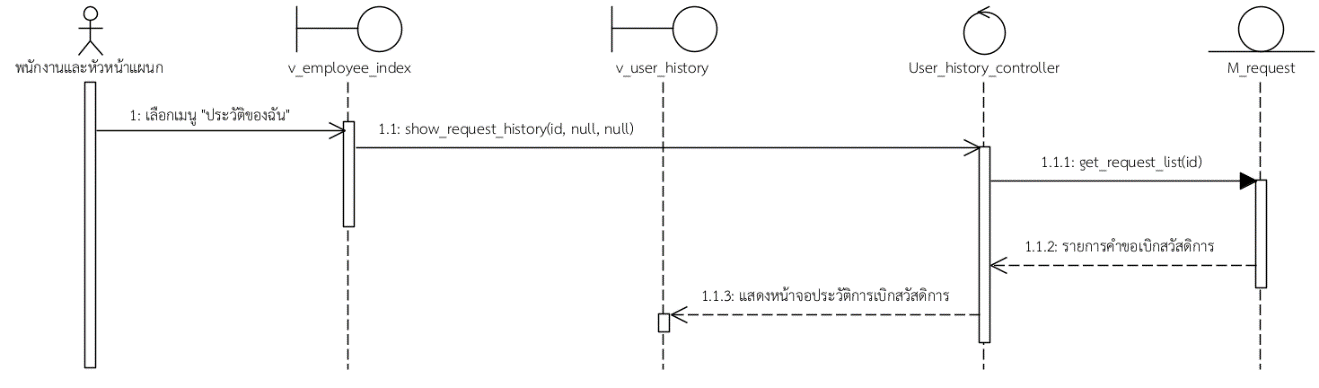 พนักงานและหัวหน้าแผนก
v_employee_index
v_user_history
User_history_controller
M_request
1: เลือกเมนู "ประวัติของฉัน"
1.1: show_request_history(id, null, null)
1.1.1: get_request_list(id)
1.1.2: รายการคำขอเบิกสวัสดิการ
1.1.3: แสดงหน้าจอประวัติการเบิกสวัสดิการ